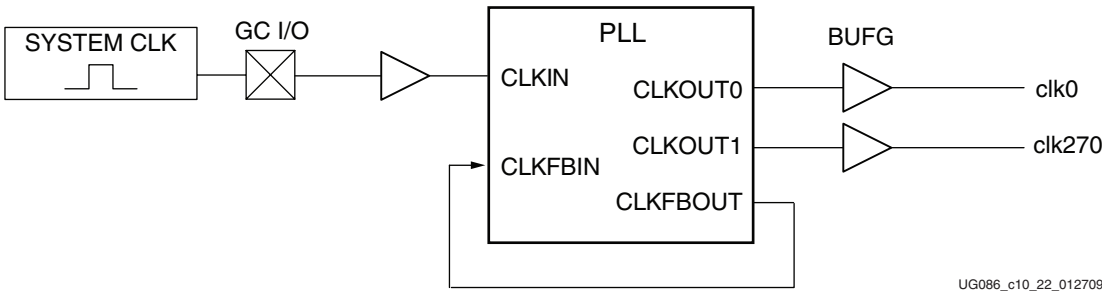 SYSTEM CLK
GC I/O
PLL
BUFG
CLKIN
CLKOUT0
clk0
CLKOUT1
clk270
CLKFBIN
CLKFBOUT
UG086_c10_22_012709